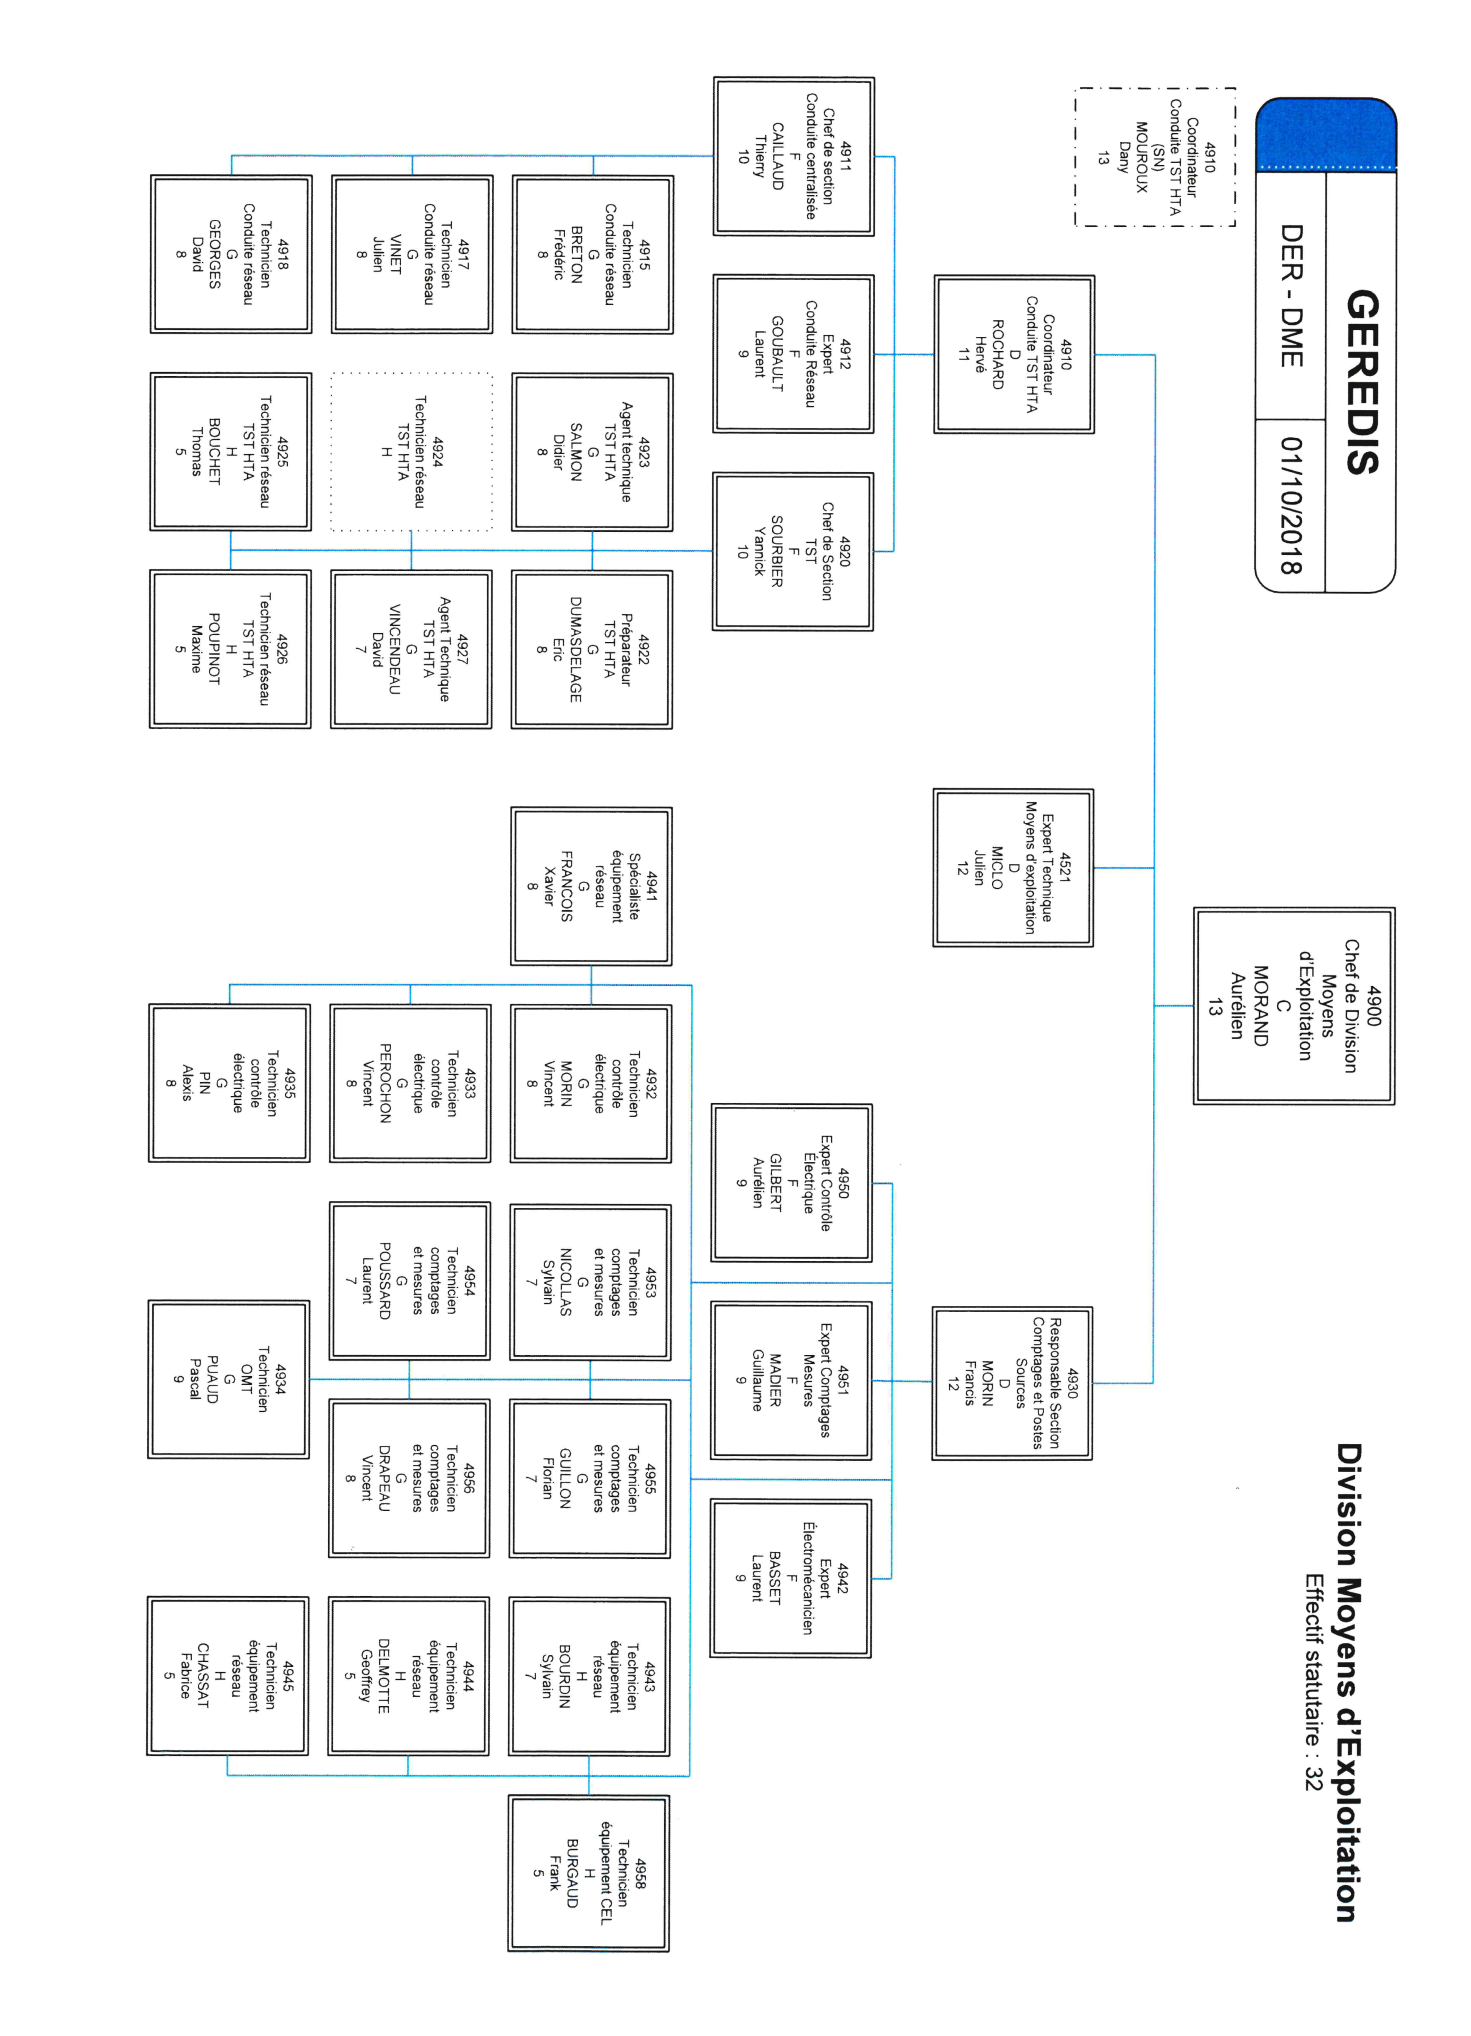 GEREDIS
DER - DME
01/10/2018
Division Moyens d'Exploitation
Effectif statutaire : 32
4900
Chef de Division
Moyens
d'Exploitation
C
MORAND
Aurélien
13
4910
Coordinateur
Conduite TST HTA
(SN)
MOUROUX
Dany
13
4910
Coordinateur
Conduite TST HTA
D
ROCHARD
Hervé
11
4521
Expert Technique
Moyens d'exploitation
D
MICLO
Julien
12
4930
Responsable Section
Comptages et Postes
Sources
D
MORIN
Francis
12
4911
Chef de section
Conduite centralisée
F
CAILLAUD
Thierry
10
4912
Expert
Conduite Réseau
F
GOUBAULT
Laurent
9
4920
Chef de Section
TST
F
SOURBIER
Yannick
10
4950
Expert Contrôle
Électrique
F
GILBERT
Aurélien
9
4951
Expert Comptages
Mesures
F
MADIER
Guillaume
9
4942
Expert
Électromécanicien
F
BASSET
Laurent
9
4915
Technicien
Conduite réseau
G
BRETON
Frédéric
8
4923
Agent technique
TST HTA
G
SALMON
Didier
8
4922
Préparateur
TST HTA
G
DUMASDELAGE
Eric
8
4941
Spécialiste
équipement
réseau
G
FRANCOIS
Xavier
8
4932
Technicien
contrôle
électrique
G
MORIN
Vincent
8
4953
Technicien
comptages
et mesures
G
NICOLLAS
Sylvain
7
4955
Technicien
comptages
et mesures
G
GUILLON
Florian
7
4943
Technicien
équipement
réseau
H
BOURDIN
Sylvain
7
4958
Technicien
équipement CEL
H
BURGAUD
Frank
5
4917
Technicien
Conduite réseau
G
VINET
Julien
8
4924
Technicien réseau
TST HTA
H
4927
Agent Technique
TST HTA
G
VINCENDEAU
David
7
4933
Technicien
contrôle
électrique
G
PEROCHON
Vincent
8
4954
Technicien
comptages
et mesures
G
POUSSARD
Laurent
7
4956
Technicien
comptages
et mesures
G
DRAPEAU
Vincent
8
4944
Technicien
équipement
réseau
H
DELMOTTE
Geoffrey
5
4918
Technicien
Conduite réseau
G
GEORGES
David
8
4925
Technicien réseau
TST HTA
H
BOUCHET
Thomas
5
4926
Technicien réseau
TST HTA
H
POUPINOT
Maxime
5
4935
Technicien
contrôle
électrique
G
PIN
Alexis
8
4934
Technicien
OMT
G
PUAUD
Pascal
9
4945
Technicien
équipement
réseau
H
CHASSAT
Fabrice
5